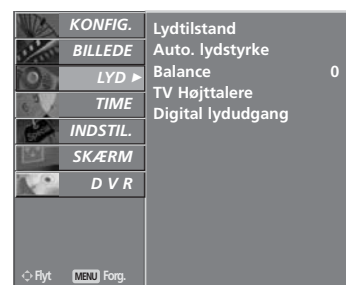 KONFIG.
BILLEDE
LYD ►
TIME
INDSTIL.
SKÆRM
D V R
Flyt MENU Forg.
Lydtilstand
Auto. lydstyrke
Balance 0
TV Højttalere
Digital lydudgang